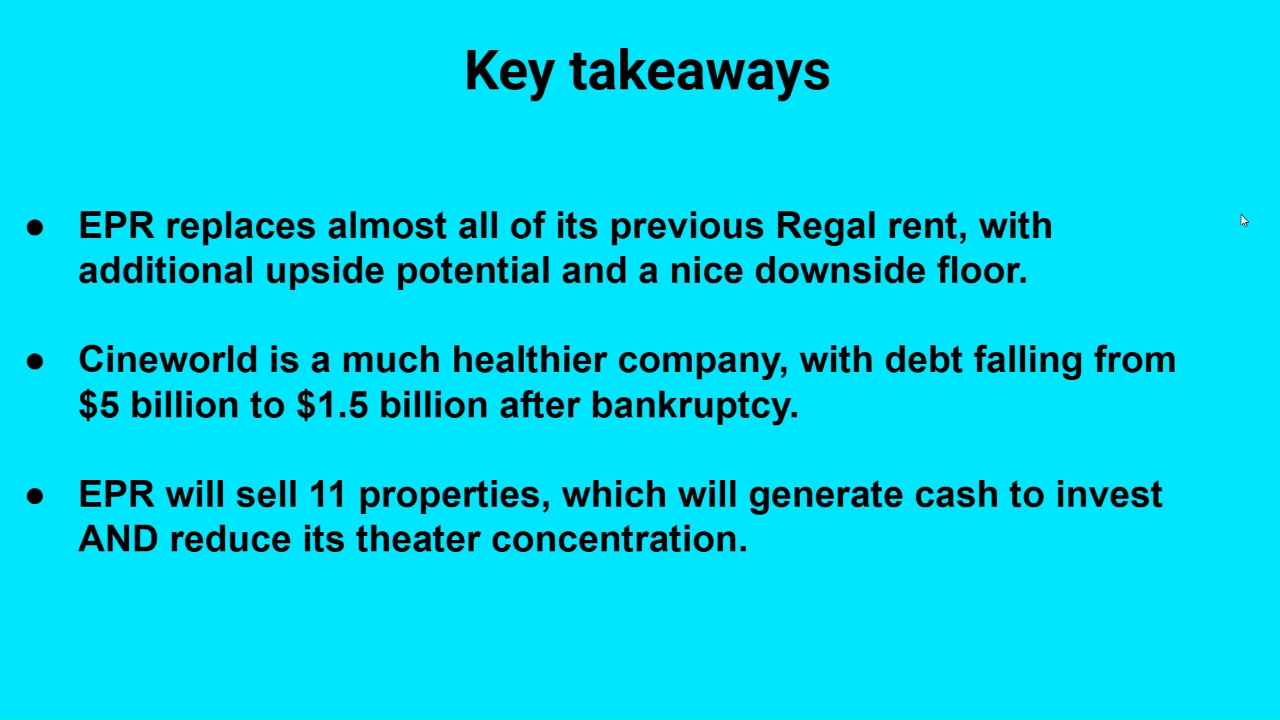 Key takeaways
● EPR replaces almost all of its previous Regal rent, with
additional upside potential and a nice downside floor.
● Cineworld is a much healthier company, with debt falling from
$5 billion to $1.5 billion after bankruptcy.
● EPR will sell 11 properties, which will generate cash to invest
AND reduce its theater concentration.